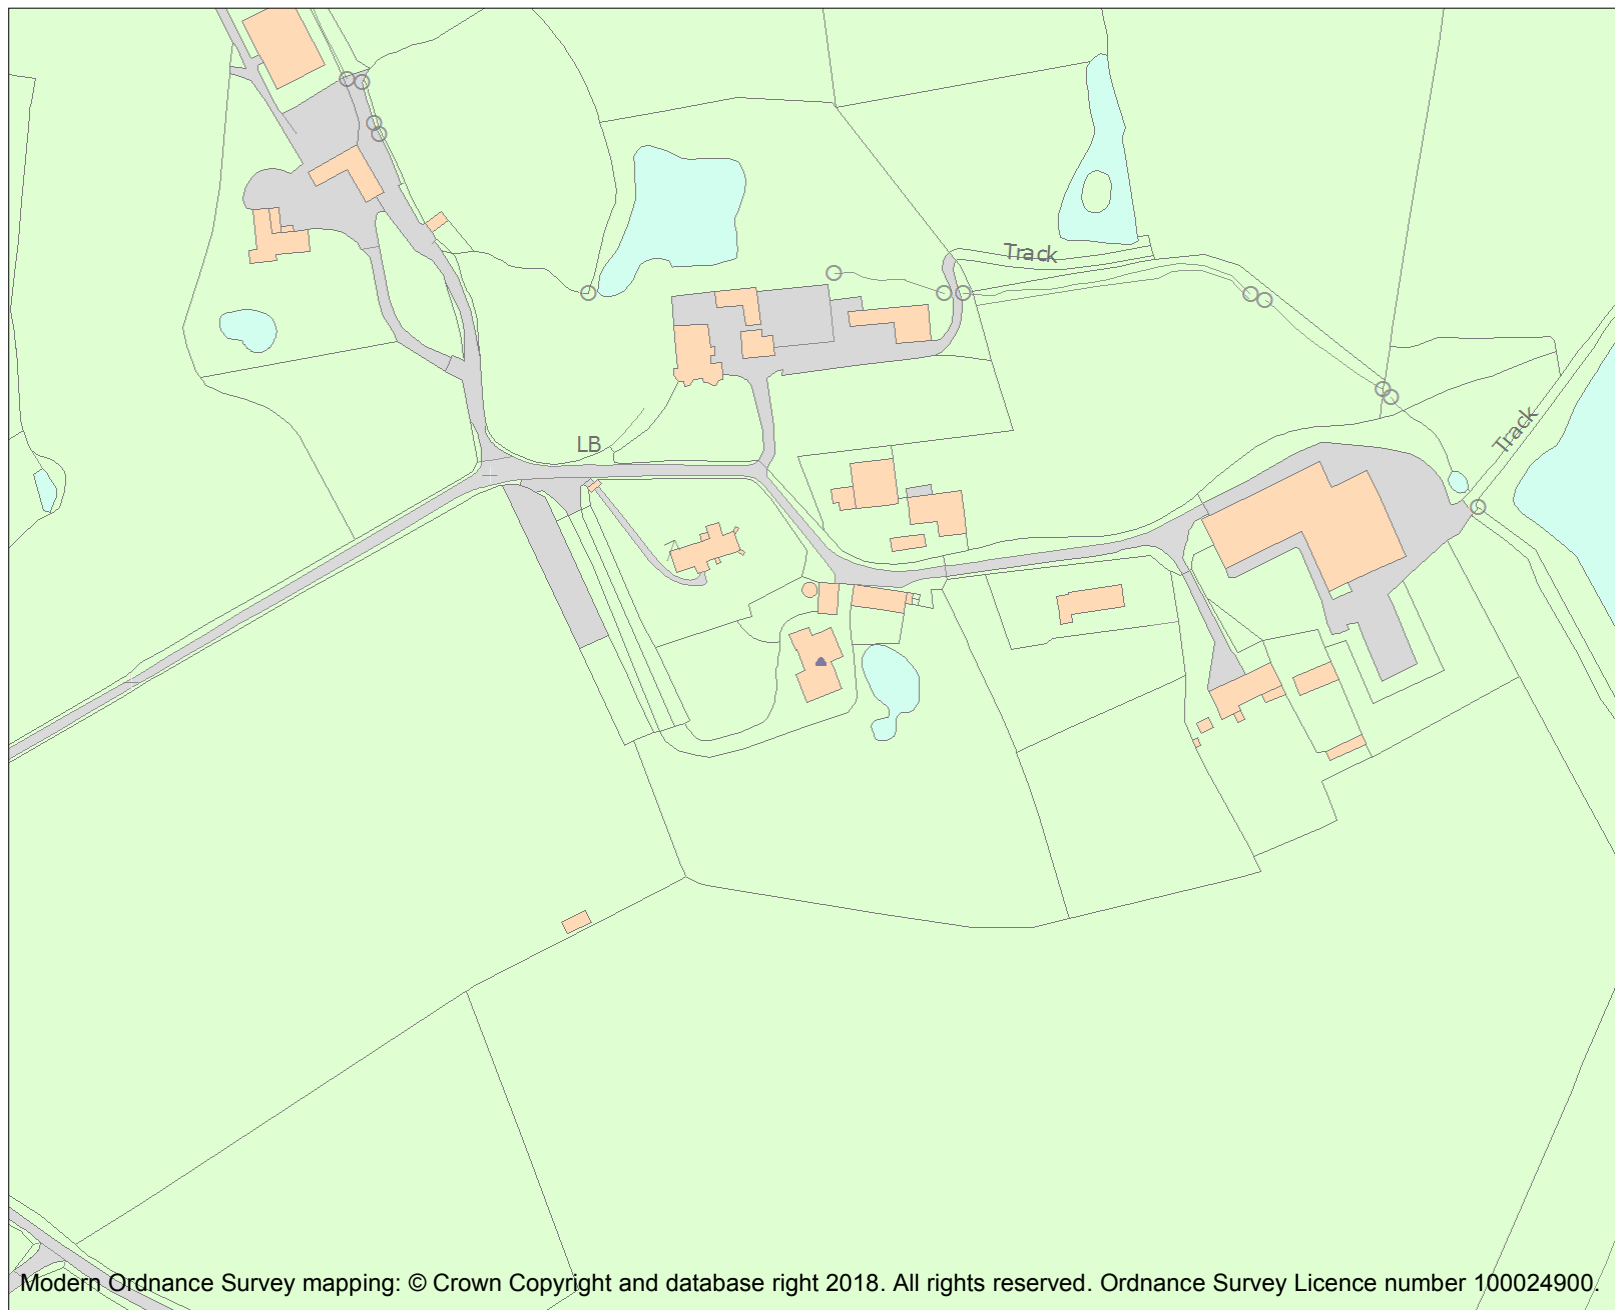 Track
Track
LB
Modern Ordnance Survey mapping: © Crown Copyright and database right 2018. All rights reserved. Ordnance Survey Licence number 100024900.